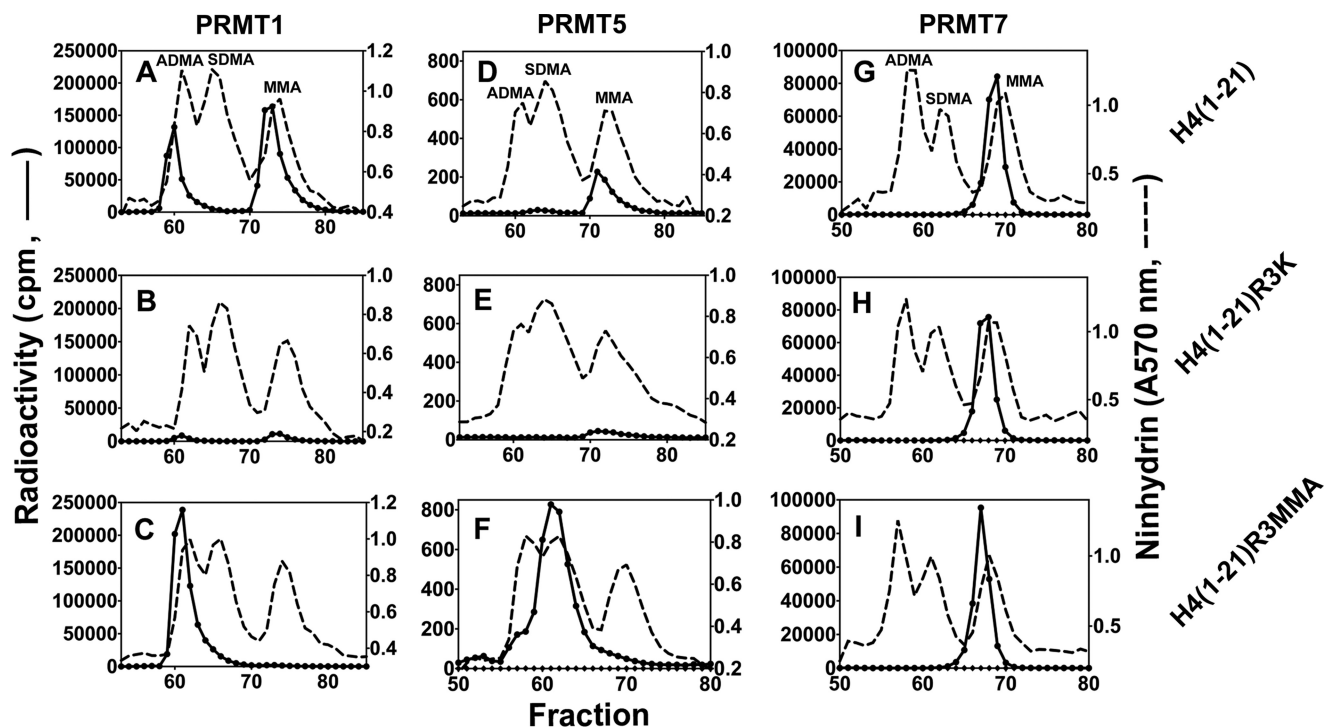 PRMT1 PRMT5 PRMT7
A ADMA SDMA MMA
250000 200000 150000 100000 50000 0
1.2 1.0 0.8 0.6 0.4
60 70 80
D ADMA SDMA MMA
800 600 400 200 0
1.0 0.8 0.6 0.4 0.2
60 70 80
G ADMA SDMA MMA
100000 80000 60000 40000 20000 0
1.0 0.5
50 60 70 80
H4(1-21)
B
250000 200000 150000 100000 50000 0
1.0 0.8 0.6 0.4 0.2
60 70 80
E
800 600 400 200 0
1.0 0.8 0.6 0.4 0.2
60 70 80
H
100000 80000 60000 40000 20000 0
1.0 0.5
50 60 70 80
H4(1-21)R3K
C
250000 200000 150000 100000 50000 0
1.2 1.0 0.8 0.6 0.4
60 70 80
F
800 600 400 200 0
1.0 0.8 0.6 0.4 0.2
50 60 70 80
I
100000 80000 60000 40000 20000 0
1.0 0.5
50 60 70 80
H4(1-21)R3MMA
Radioactivity (cpm, ——)
Ninhydrin (A570 nm, ----)
Fraction